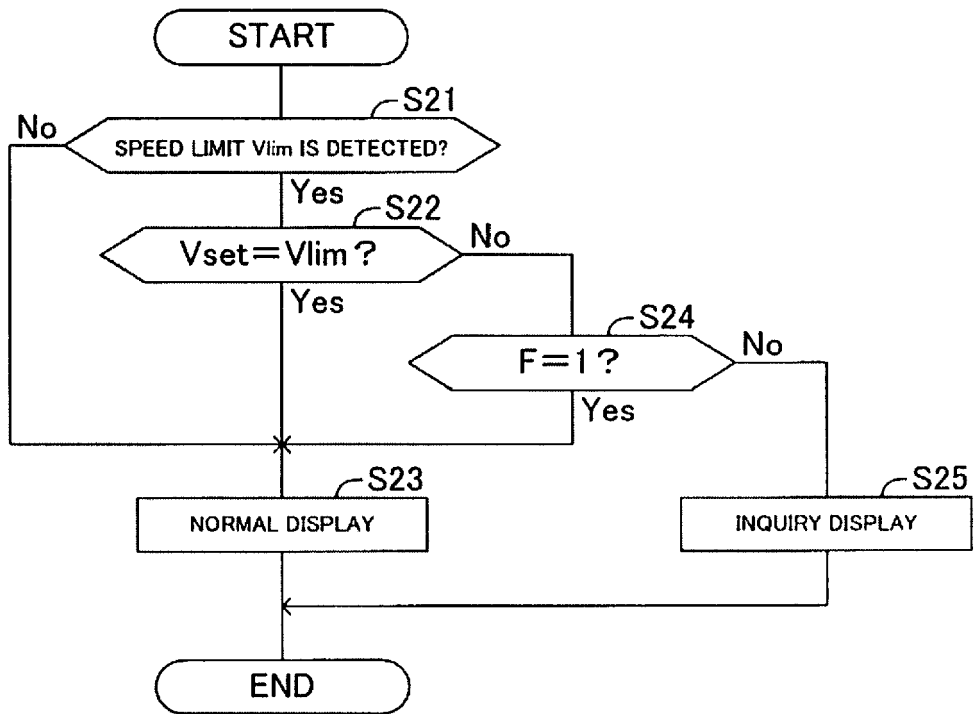 START
S21
No
SPEED LIMIT Vlim IS DETECTED?
Yes
S22
Vset=Vlim?
No
Yes
S24
F=1?
No
Yes
S23
NORMAL DISPLAY
S25
INQUIRY DISPLAY
END